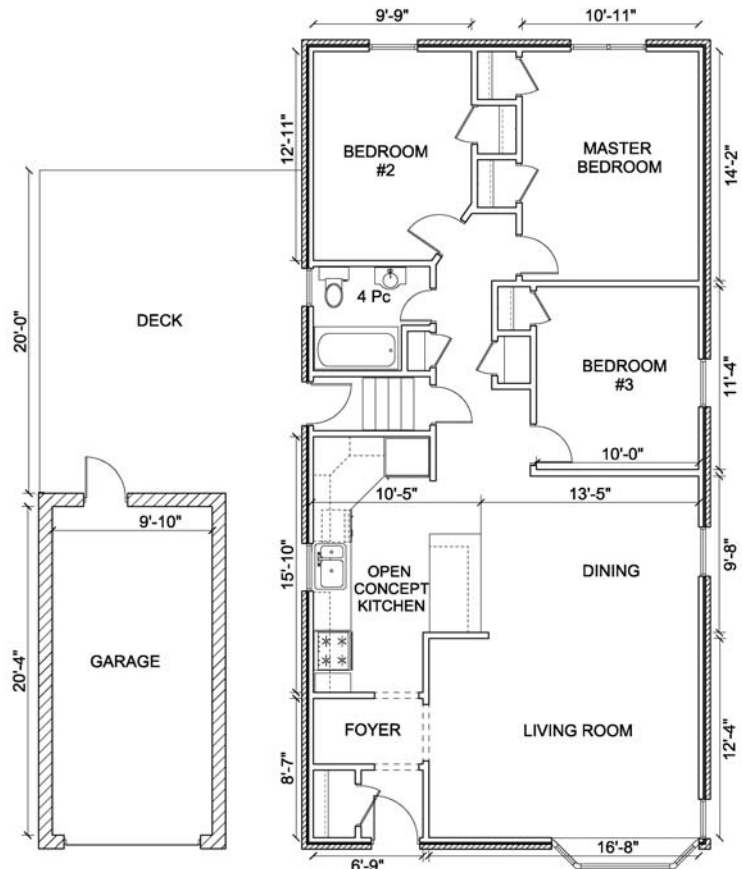 9'-9"
10'-11"
12'-11"
BEDROOM
#2
MASTER
BEDROOM
14'-2"
4 Pc
DECK
20'-0"
BEDROOM
#3
11'-4"
10'-0"
9'-10"
10'-5"
13'-5"
15'-10"
OPEN
CONCEPT
KITCHEN
DINING
9'-8"
GARAGE
20'-4"
FOYER
LIVING ROOM
12'-4"
8'-7"
6'-9"
16'-8"